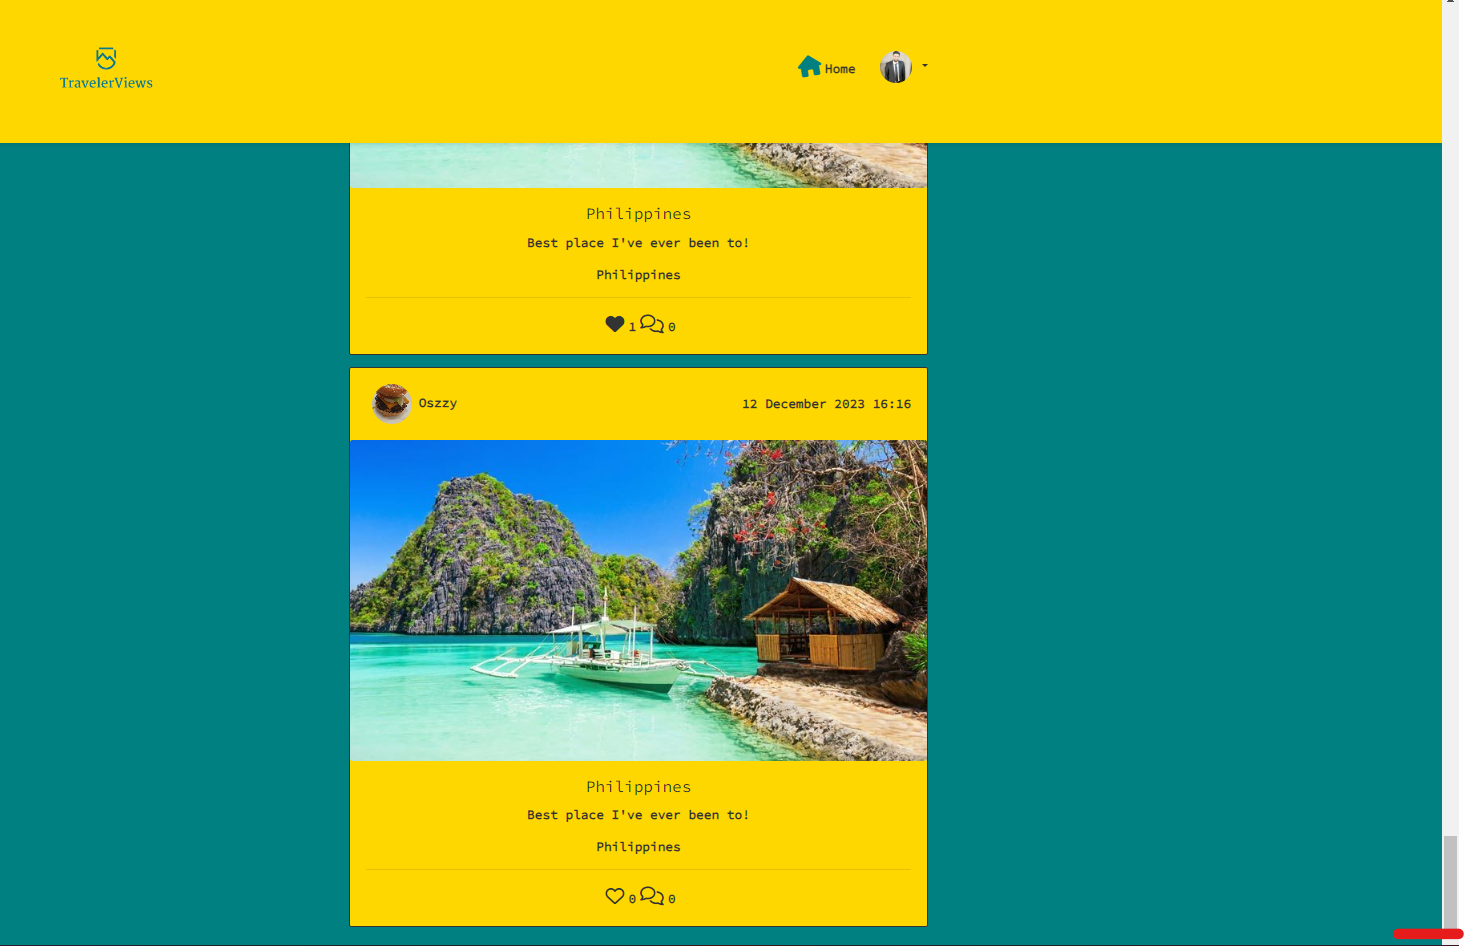 TravelerViews
Home
Philippines
Best place I've ever been to!
Philippines
1 0
Oszzy
12 December 2023 16:16
Philippines
Best place I've ever been to!
Philippines
0 0